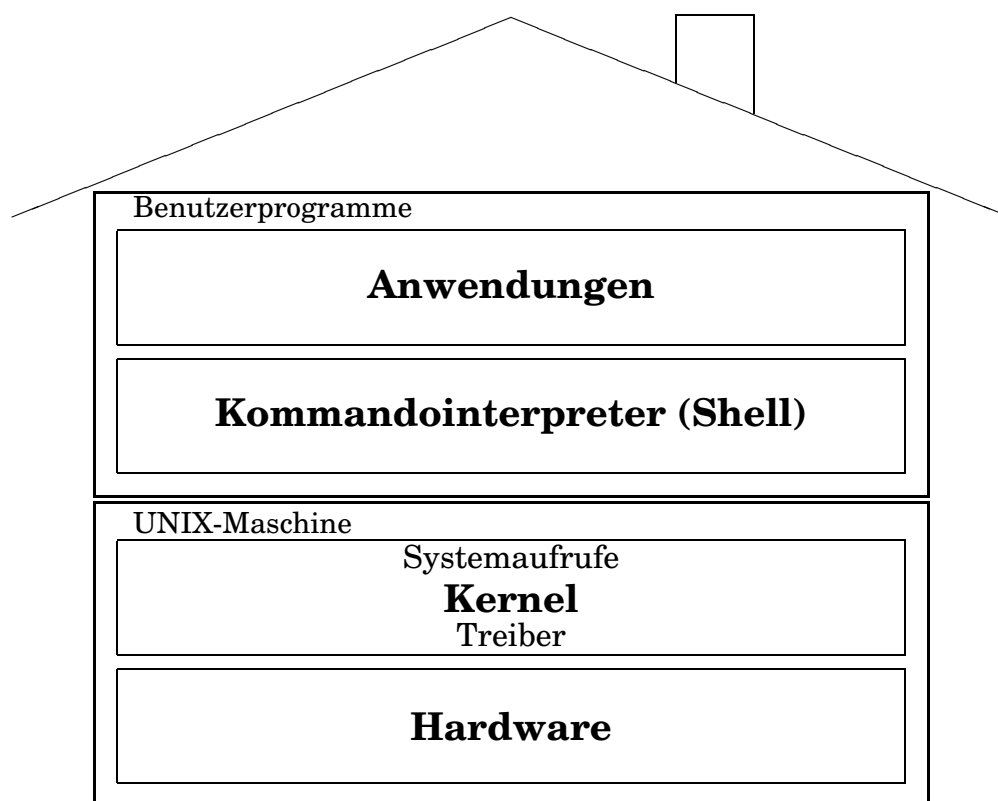 Benutzerprogramme
Anwendungen
Kommandointerpreter (Shell)
UNIX-Maschine
Systemaufrufe
Kernel
Treiber
Hardware